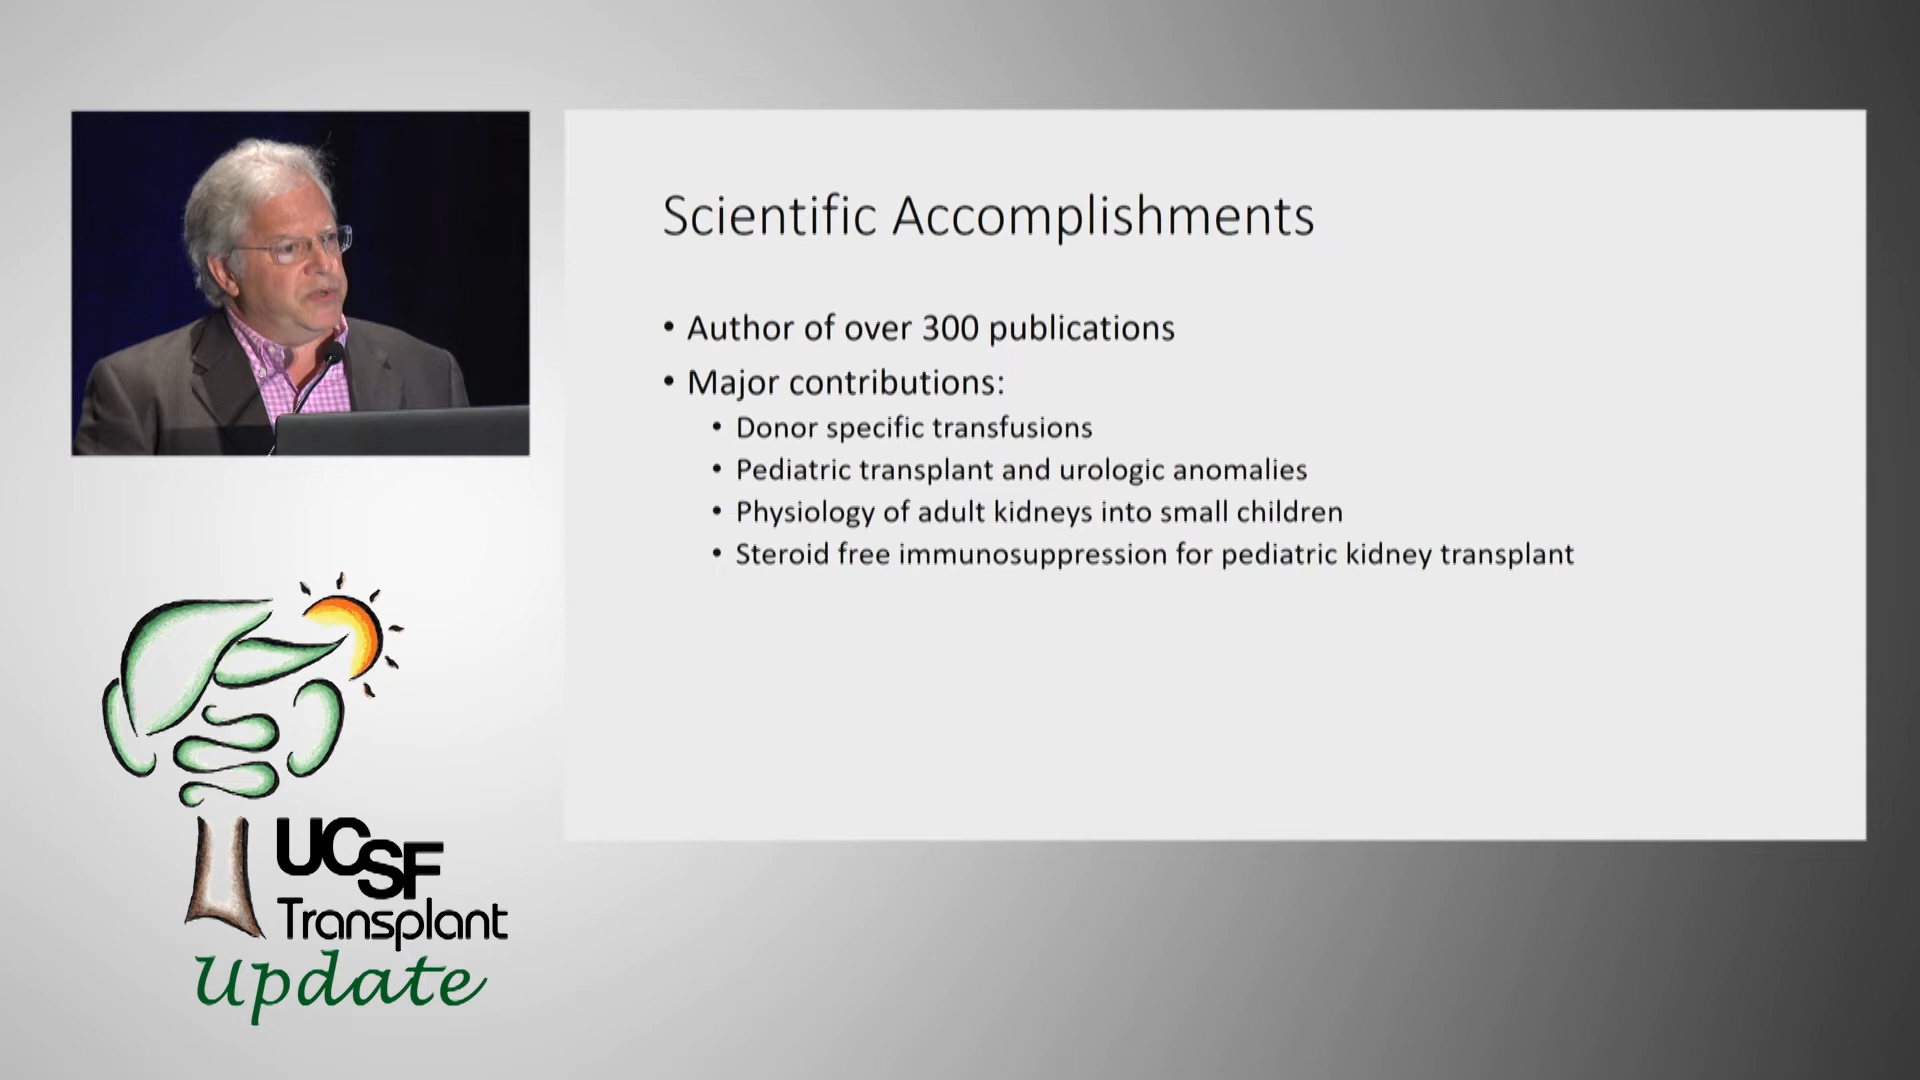 Scientific Accomplishments
• Author of over 300 publications
• Major contributions:
• Donor specific transfusions
• Pediatric transplant and urologic anomalies
• Physiology of adult kidneys into small children
• Steroid free immunosuppression for pediatric kidney transplant
UCSF
Transplant
Update